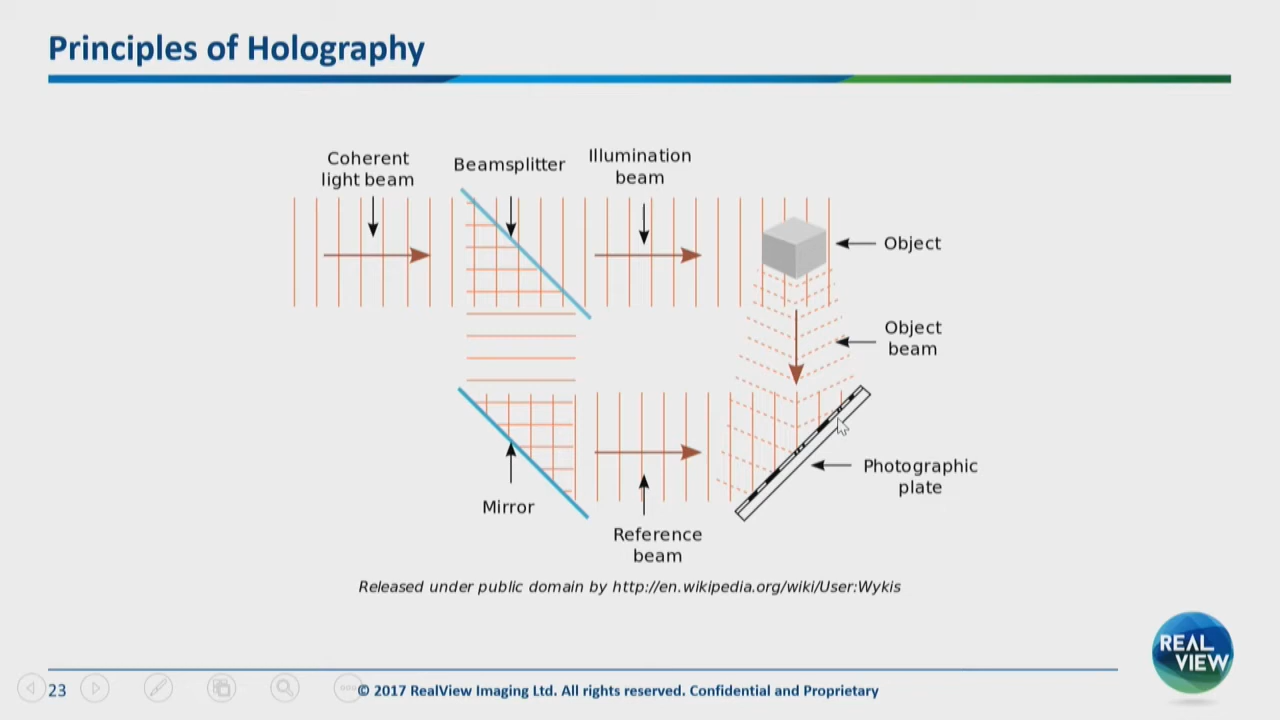 Principles of Holography
Coherent
light beam
Beamsplitter
Illumination
beam
Object
Object
beam
Photographic
plate
Mirror
Reference
beam
Released under public domain by http://en.wikipedia.org/wiki/User:Wykis
REAL
VIEW
23
© 2017 RealView Imaging Ltd. All rights reserved. Confidential and Proprietary